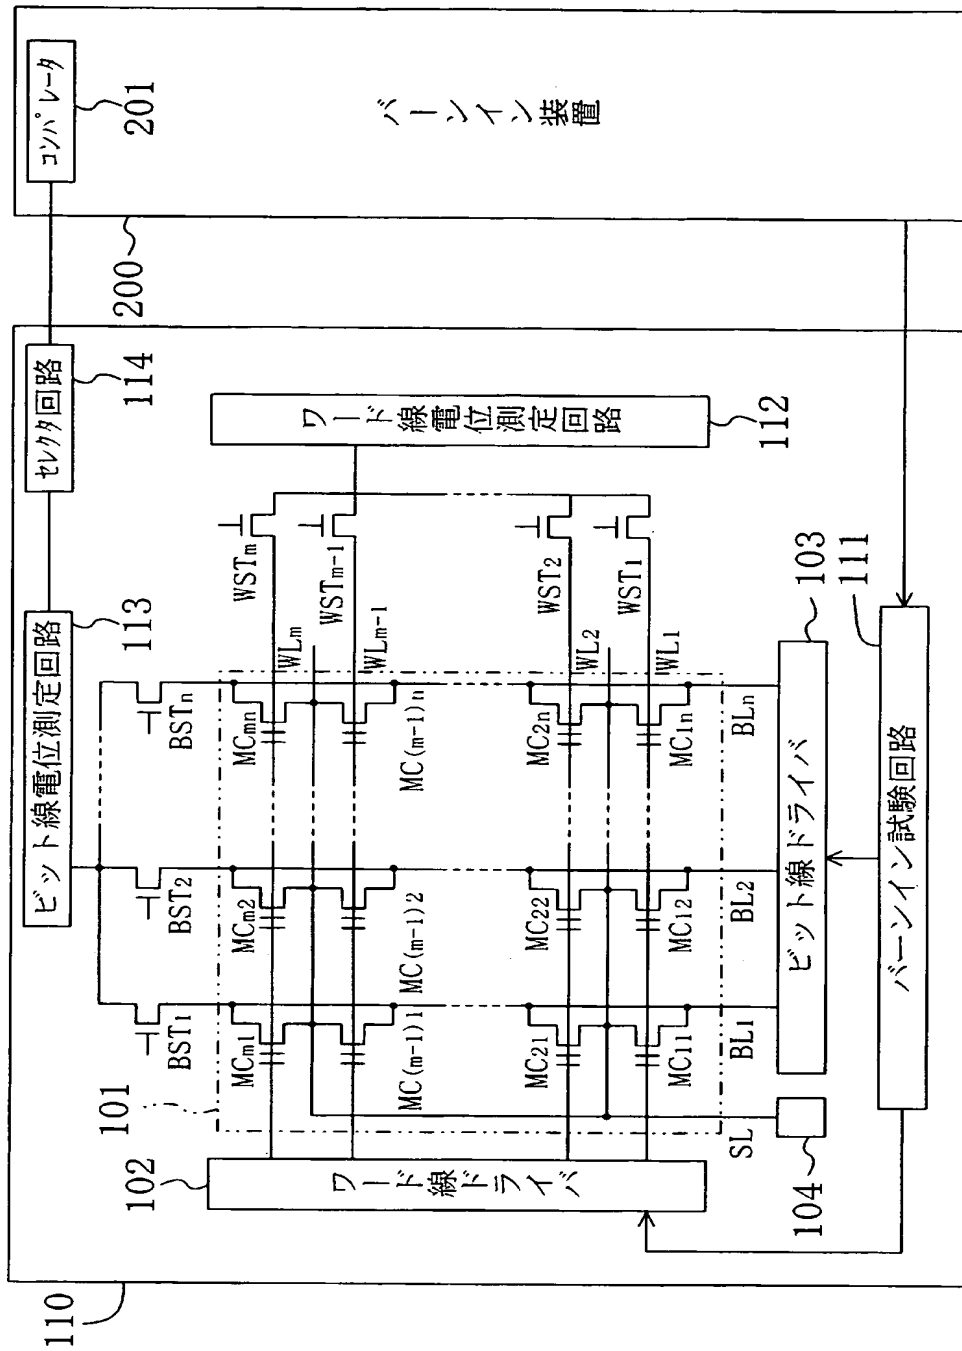 110
102
ワード線ドライバ
101
ビット線電位測定回路
113
セレクタ回路
114
200
コンパレータ
201
バーンイン装置
BST1
BST2
BSTn
MCm1
MCm2
MCmn
WLm
WSTm
MC(m-1)1
MC(m-1)2
MC(m-1)n
WLm-1
WSTm-1
ワード線電位測定回路
112
MC21
MC22
MC2n
WL2
WST2
MC11
MC12
MC1n
WL1
WST1
SL
BL1
BL2
BLn
104
ビット線ドライバ
103
バーンイン試験回路
111